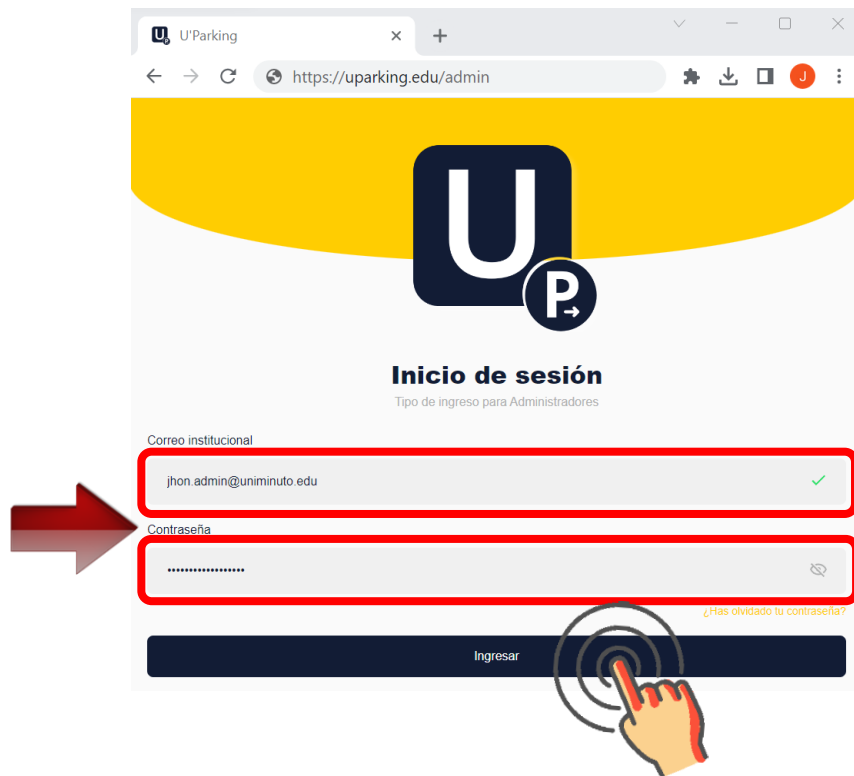 U'Parking
https://uparking.edu/admin
J
U
P
Inicio de sesión
Tipo de ingreso para Administradores
Correo institucional
jhon.admin@uniminuto.edu
Contraseña
••••••••••••••••••
¿Has olvidado tu contraseña?
Ingresar